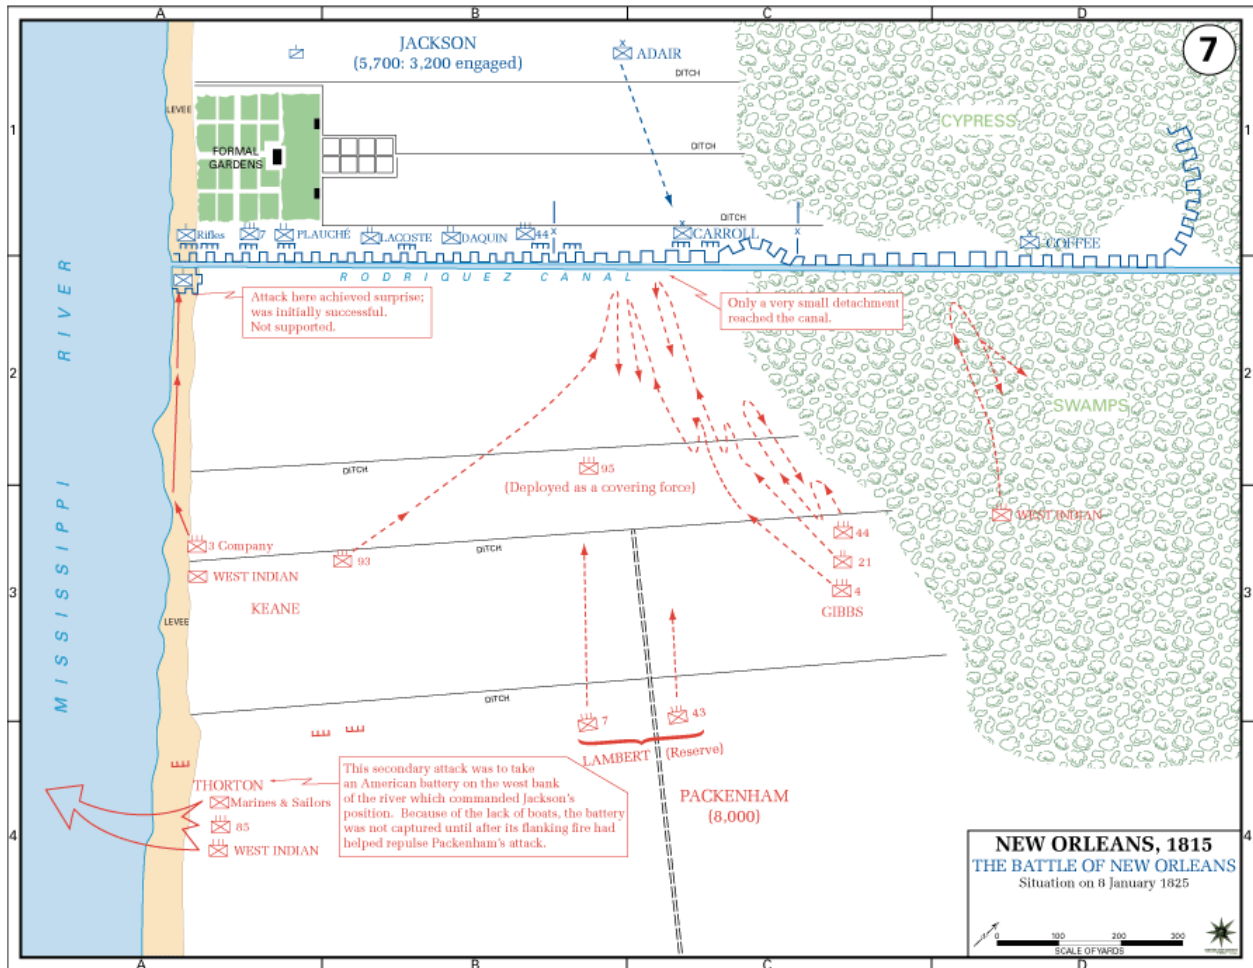 A
B
C
D
7
JACKSON
(5,700: 3,200 engaged)
ADAIR
DITCH
LEVEE
CYPRESS
1
1
FORMAL
GARDENS
DITCH
DITCH
Rifles
7
PLAUCHÉ
LACOSTE
DAQUIN
44
CARROLL
COFFEE
RODRIQUEZ CANAL
Attack here achieved surprise;
was initially successful.
Not supported.
Only a very small detachment
reached the canal.
MISSISSIPPI RIVER
2
2
SWAMPS
DITCH
95
(Deployed as a covering force)
3 Company
WEST INDIAN
KEANE
93
DITCH
44
21
4
GIBBS
WEST INDIAN
3
3
LEVEE
DITCH
7
43
LAMBERT (Reserve)
THORTON
Marines & Sailors
85
WEST INDIAN
This secondary attack was to take
an American battery on the west bank
of the river which commanded Jackson's
position. Because of the lack of boats, the battery
was not captured until after its flanking fire had
helped repulse Packenham's attack.
PACKENHAM
(8,000)
4
4
NEW ORLEANS, 1815
THE BATTLE OF NEW ORLEANS
Situation on 8 January 1825
0 100 200 300
SCALE OF YARDS
A
B
C
D